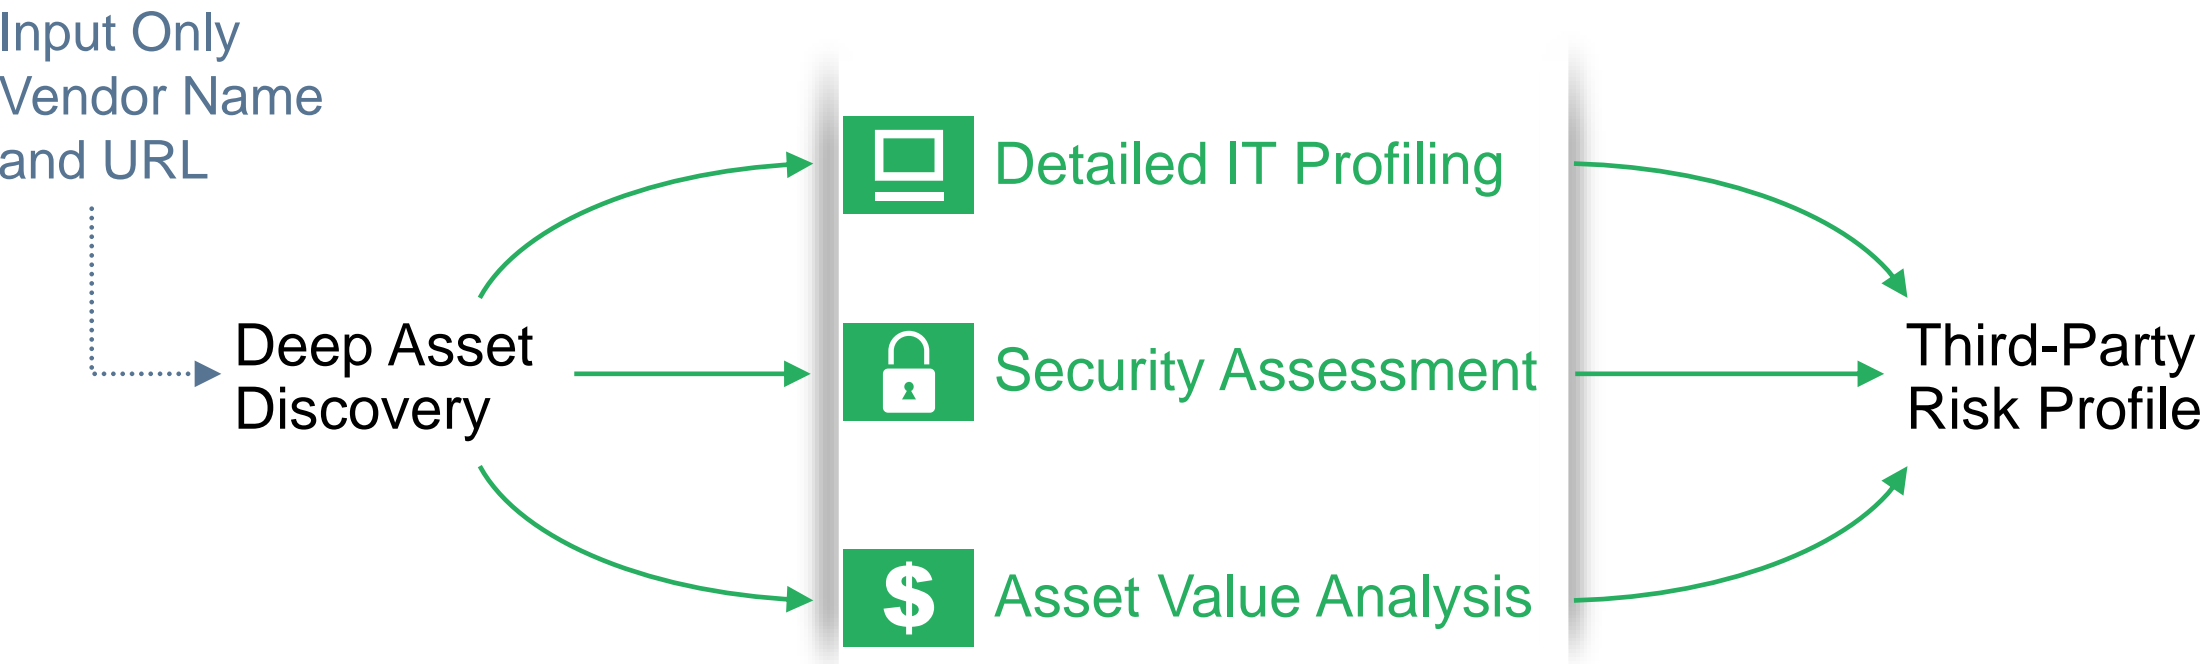 Input Only
Vendor Name
and URL
Deep Asset
Discovery
Detailed IT Profiling
Security Assessment
$
Asset Value Analysis
Third-Party
Risk Profile